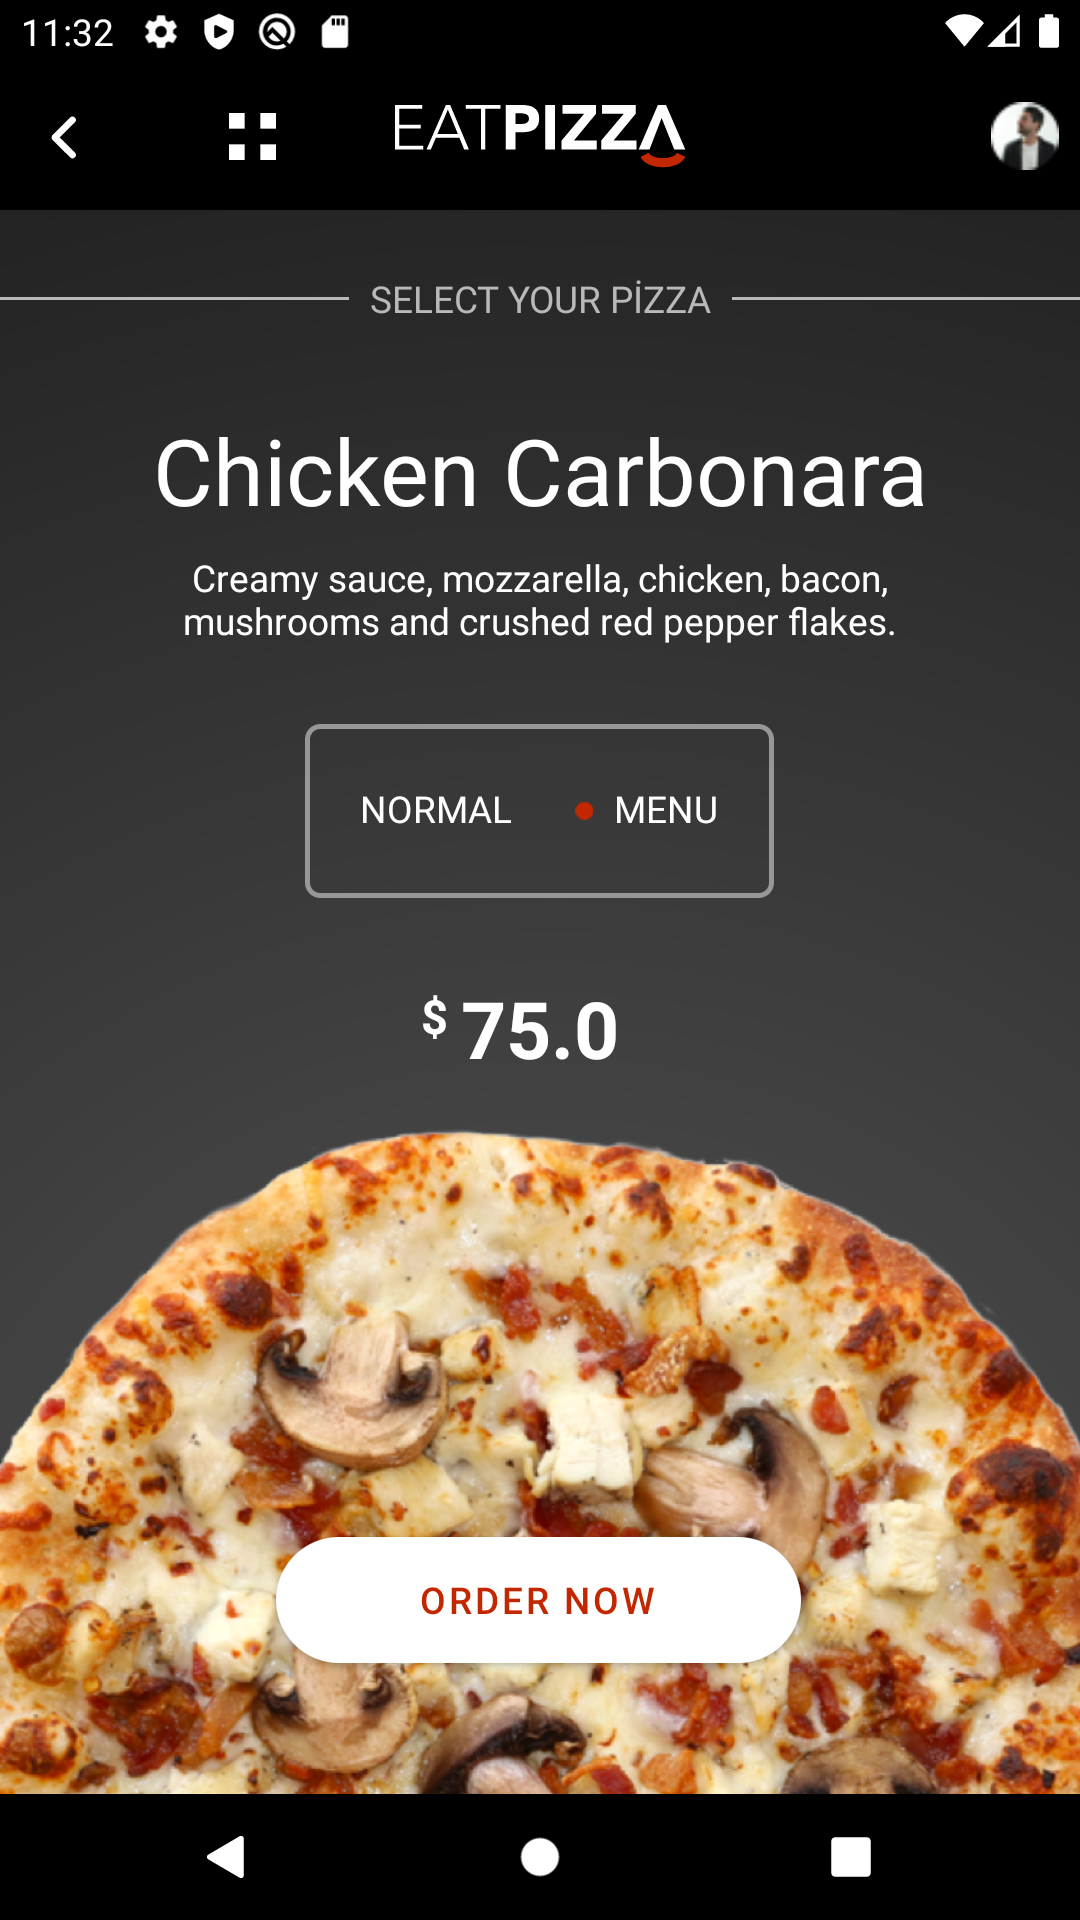 11:32
EATPIZZA
SELECT YOUR PİZZA
Chicken Carbonara
Creamy sauce, mozzarella, chicken, bacon,
mushrooms and crushed red pepper flakes.
NORMAL MENU
$ 75.0
ORDER NOW